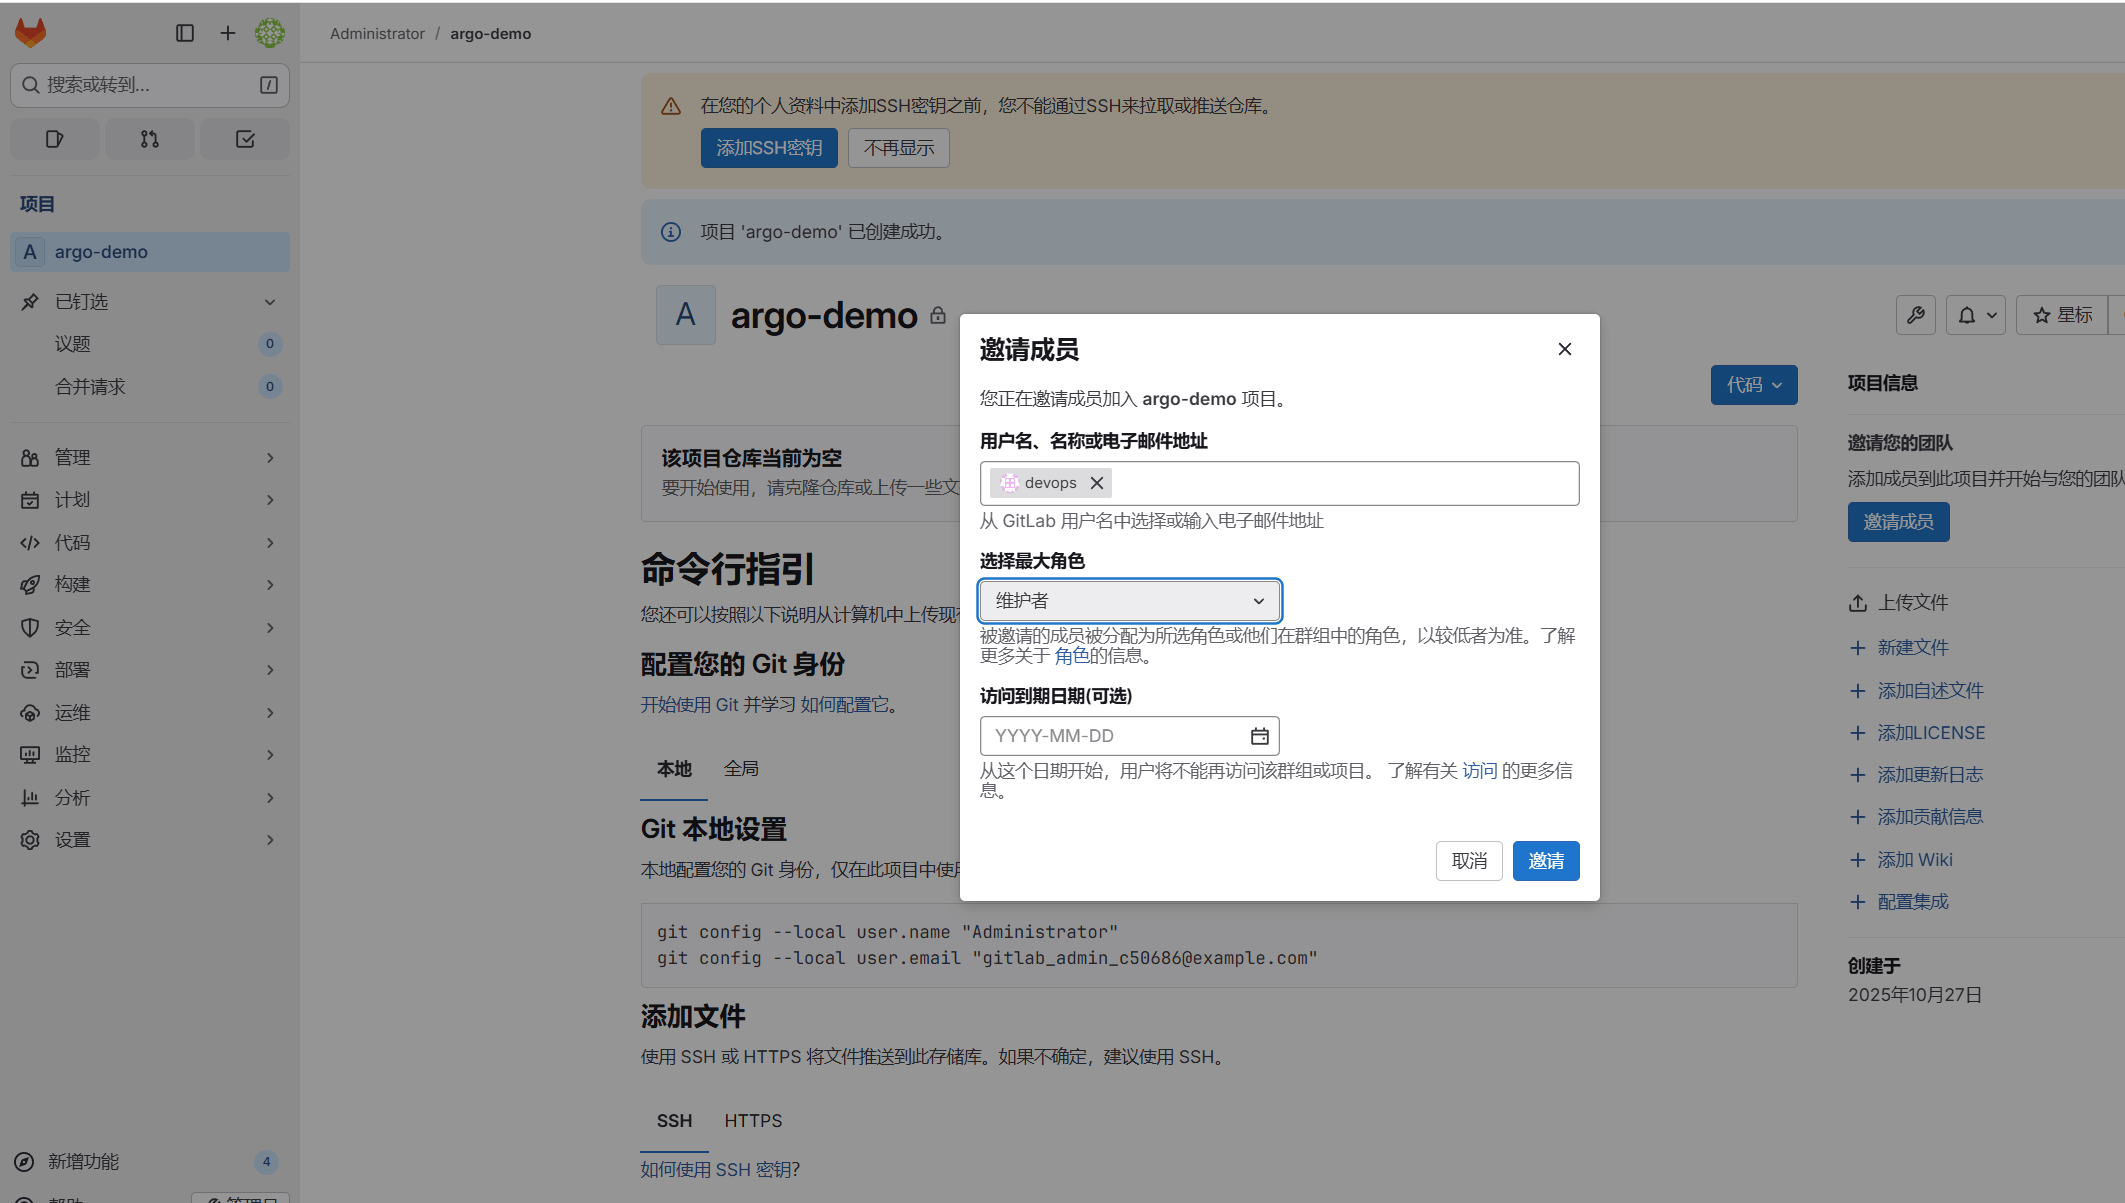 Administrator / argo-demo
搜索或转到...
/
项目
A argo-demo
已钉选
议题 0
合并请求 0
管理
计划
代码
构建
安全
部署
运维
监控
分析
设置
新增功能 4
在您的个人资料中添加SSH密钥之前，您不能通过SSH来拉取或推送仓库。
添加SSH密钥 不再显示
项目 'argo-demo' 已创建成功。
A argo-demo
星标
代码
该项目仓库当前为空
要开始使用，请克隆仓库或上传一些文
命令行指引
您还可以按照以下说明从计算机中上传现有
配置您的 Git 身份
开始使用 Git 并学习 如何配置它。
本地 全局
Git 本地设置
本地配置您的 Git 身份，仅在此项目中使用
git config --local user.name "Administrator"
git config --local user.email "gitlab_admin_c50686@example.com"
添加文件
使用 SSH 或 HTTPS 将文件推送到此存储库。如果不确定，建议使用 SSH。
SSH HTTPS
如何使用 SSH 密钥?
邀请成员
您正在邀请成员加入 argo-demo 项目。
用户名、名称或电子邮件地址
devops
从 GitLab 用户名中选择或输入电子邮件地址
选择最大角色
维护者
被邀请的成员被分配为所选角色或他们在群组中的角色，以较低者为准。了解
更多关于 角色的信息。
访问到期日期(可选)
YYYY-MM-DD
从这个日期开始，用户将不能再访问该群组或项目。 了解有关 访问 的更多信
息。
取消 邀请
项目信息
邀请您的团队
添加成员到此项目并开始与您的团队
邀请成员
上传文件
新建文件
添加自述文件
添加LICENSE
添加更新日志
添加贡献信息
添加 Wiki
配置集成
创建于
2025年10月27日